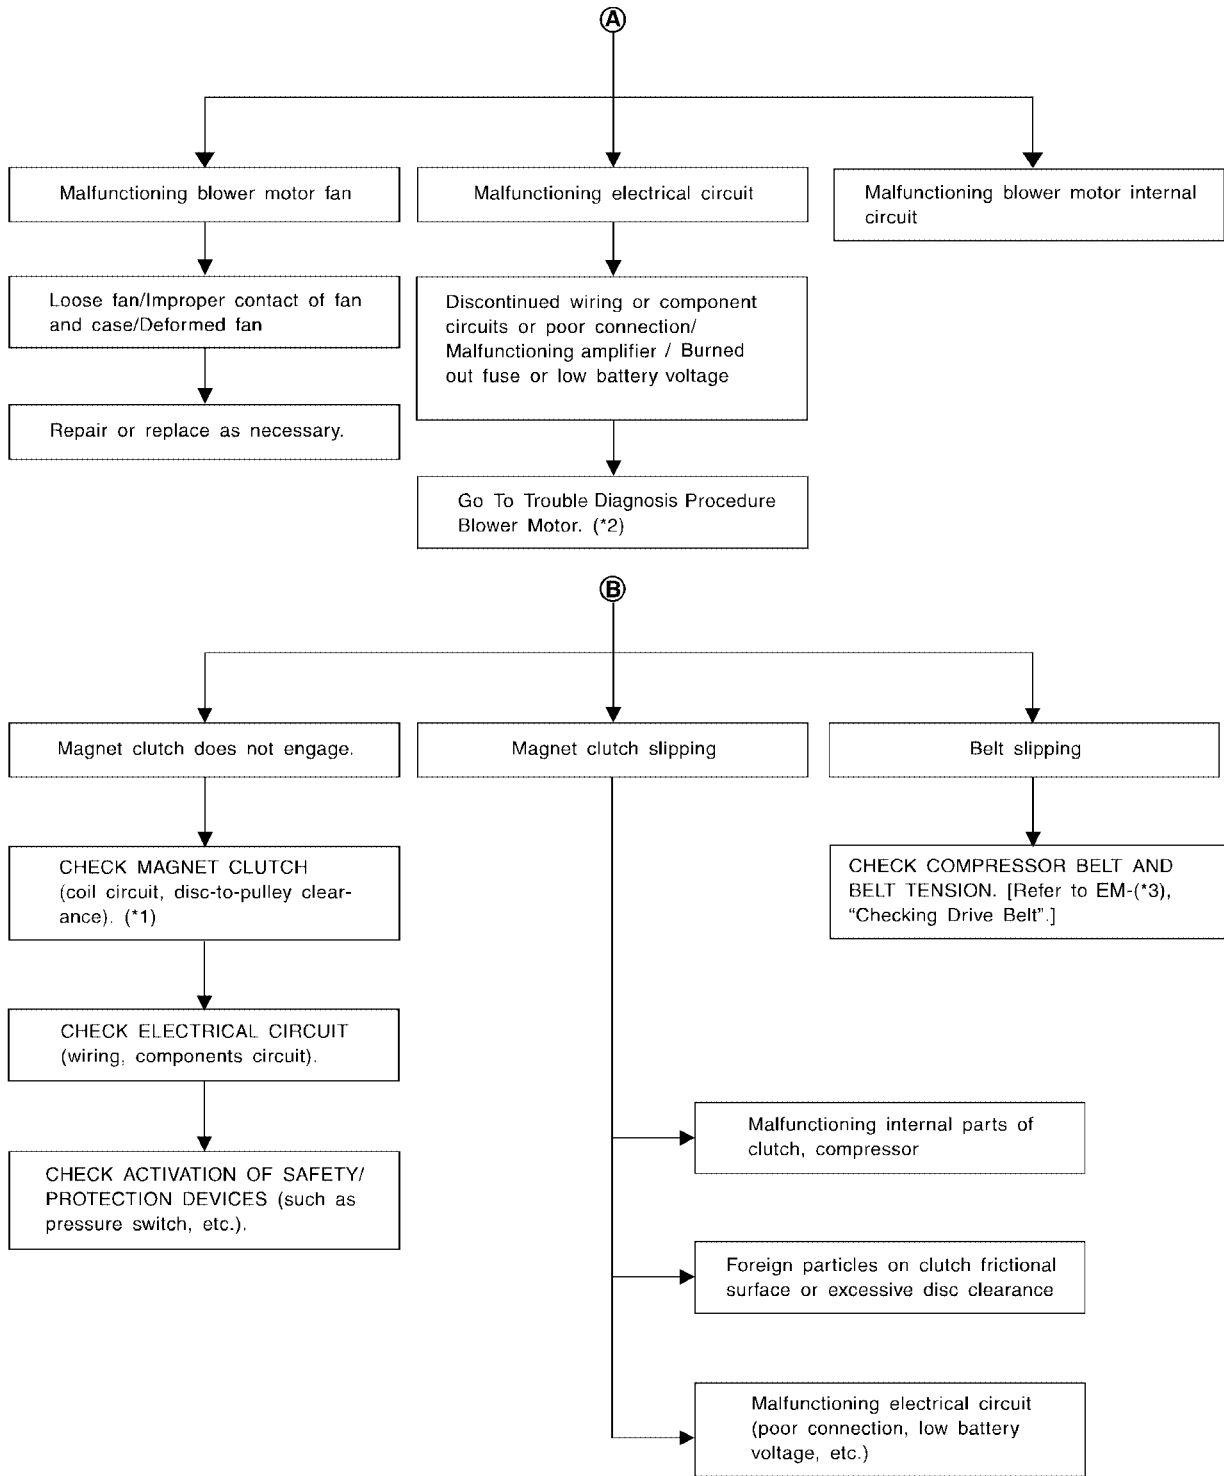 A
Malfunctioning blower motor fan
Malfunctioning electrical circuit
Malfunctioning blower motor internal
circuit
Loose fan/Improper contact of fan
and case/Deformed fan
Discontinued wiring or component
circuits or poor connection/
Malfunctioning amplifier / Burned
out fuse or low battery voltage
Repair or replace as necessary.
Go To Trouble Diagnosis Procedure
Blower Motor. (*2)
B
Magnet clutch does not engage.
Magnet clutch slipping
Belt slipping
CHECK MAGNET CLUTCH
(coil circuit, disc-to-pulley clear-
ance). (*1)
CHECK COMPRESSOR BELT AND
BELT TENSION. [Refer to EM-(*3),
“Checking Drive Belt”.]
CHECK ELECTRICAL CIRCUIT
(wiring, components circuit).
CHECK ACTIVATION OF SAFETY/
PROTECTION DEVICES (such as
pressure switch, etc.).
Malfunctioning internal parts of
clutch, compressor
Foreign particles on clutch frictional
surface or excessive disc clearance
Malfunctioning electrical circuit
(poor connection, low battery
voltage, etc.)